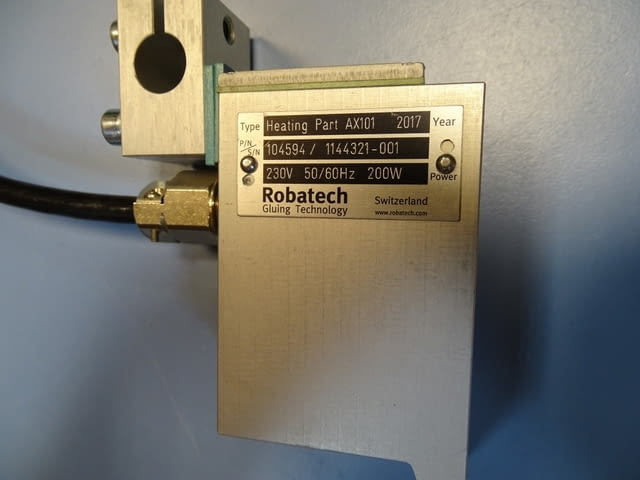 Type Heating Part AX101 2017 Year
P/N S/N 104594 / 1144321-001
230V 50/60Hz 200W Power
Robatech Switzerland
Gluing Technology www.robatech.com